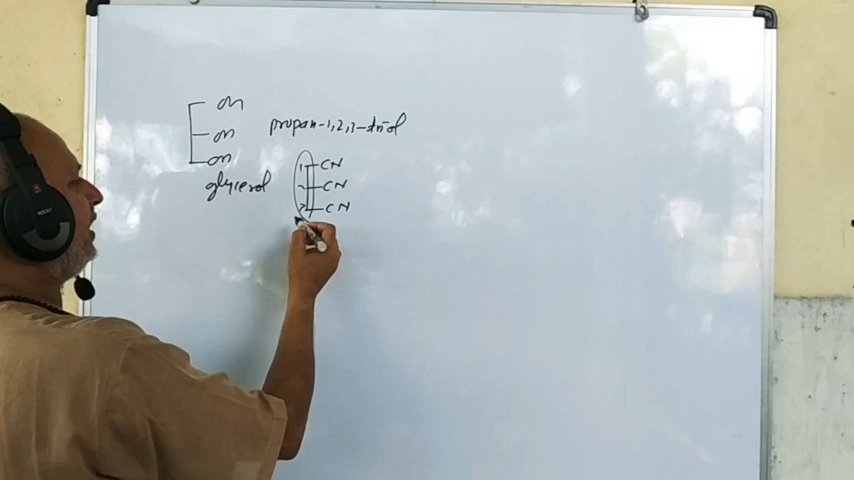 OH
OH propan-1,2,3-triol
OH
glycerol
1 CN
2 CN
3 CN